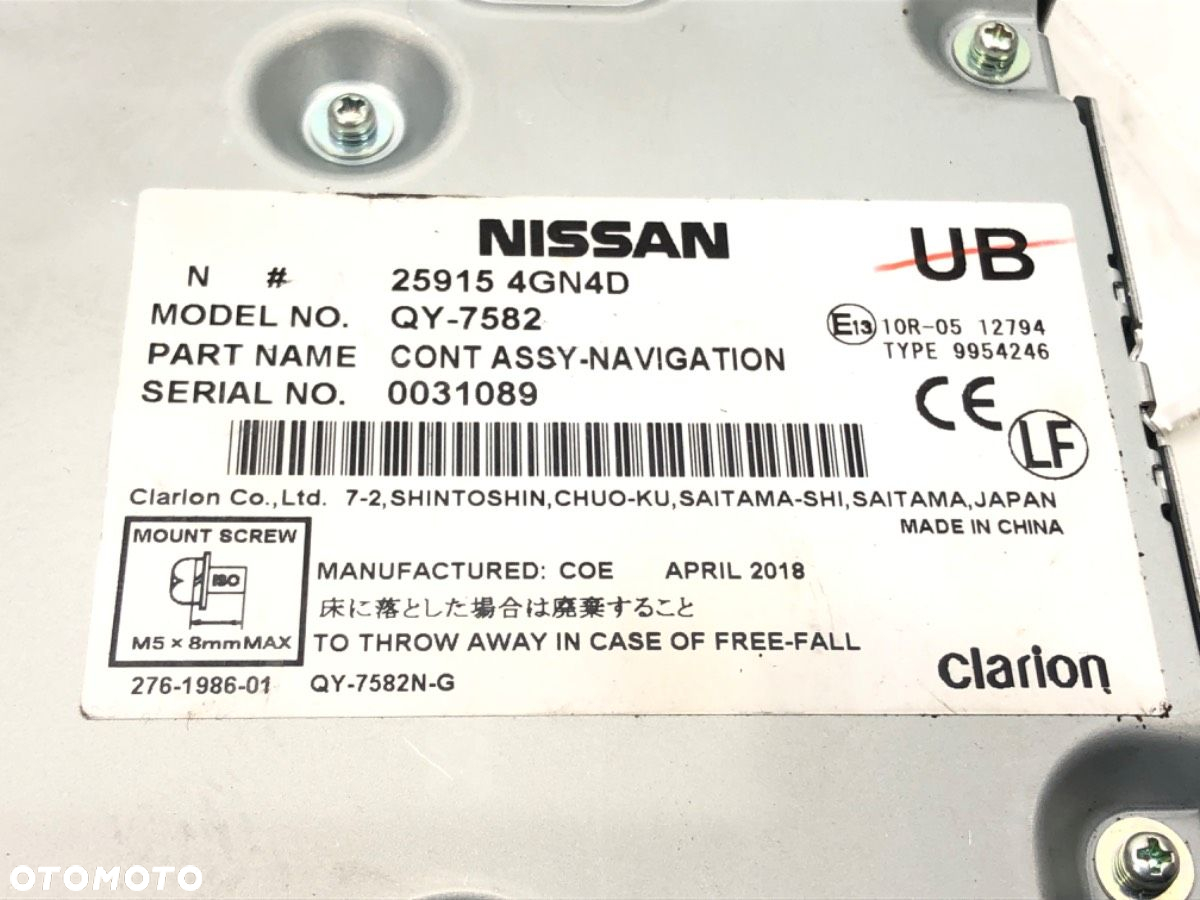 NISSAN
UB
N # 25915 4GN4D
MODEL NO. QY-7582
E13 10R-05 12794
PART NAME CONT ASSY-NAVIGATION
TYPE 9954246
SERIAL NO. 0031089
CE
LF
Clarion Co.,Ltd. 7-2,SHINTOSHIN,CHUO-KU,SAITAMA-SHI,SAITAMA,JAPAN
MADE IN CHINA
MOUNT SCREW
ISO
M5 × 8mmMAX
MANUFACTURED: COE APRIL 2018
床に落とした場合は廃棄すること
TO THROW AWAY IN CASE OF FREE-FALL
276-1986-01 QY-7582N-G
Clarion
OTOMOTO